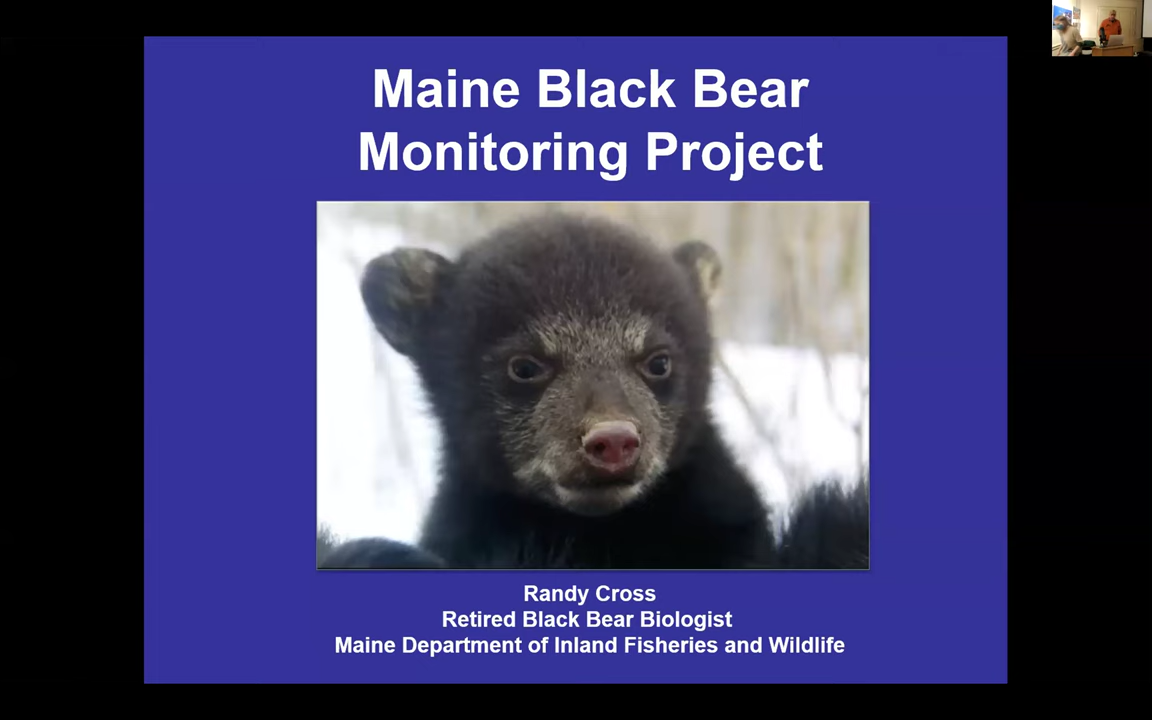 Maine Black Bear
Monitoring Project
Randy Cross
Retired Black Bear Biologist
Maine Department of Inland Fisheries and Wildlife